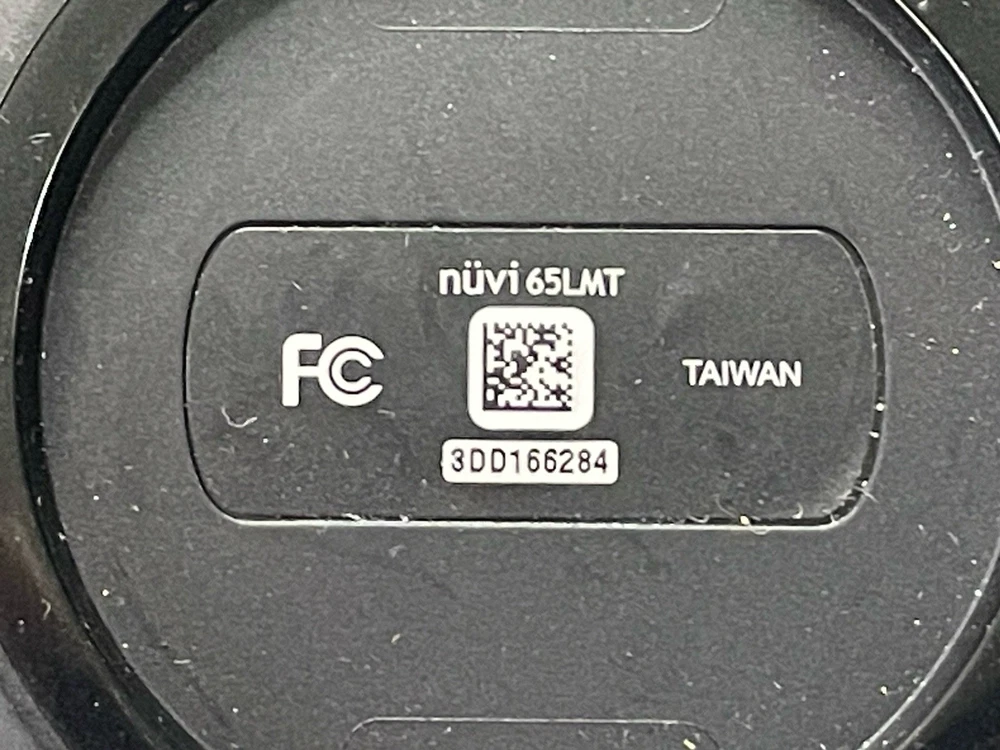 nüvi 65LMT
FC
TAIWAN
3DD166284